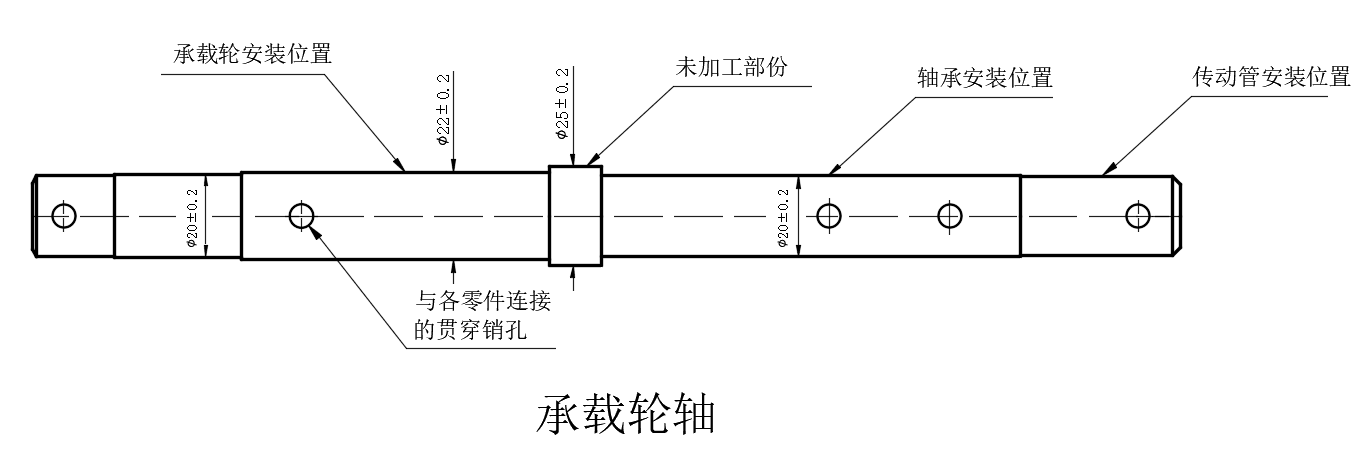 承载轮安装位置
φ22±0.2
φ25±0.2
未加工部份
轴承安装位置
传动管安装位置
φ20±0.2
φ20±0.2
与各零件连接
的贯穿销孔
承载轮轴